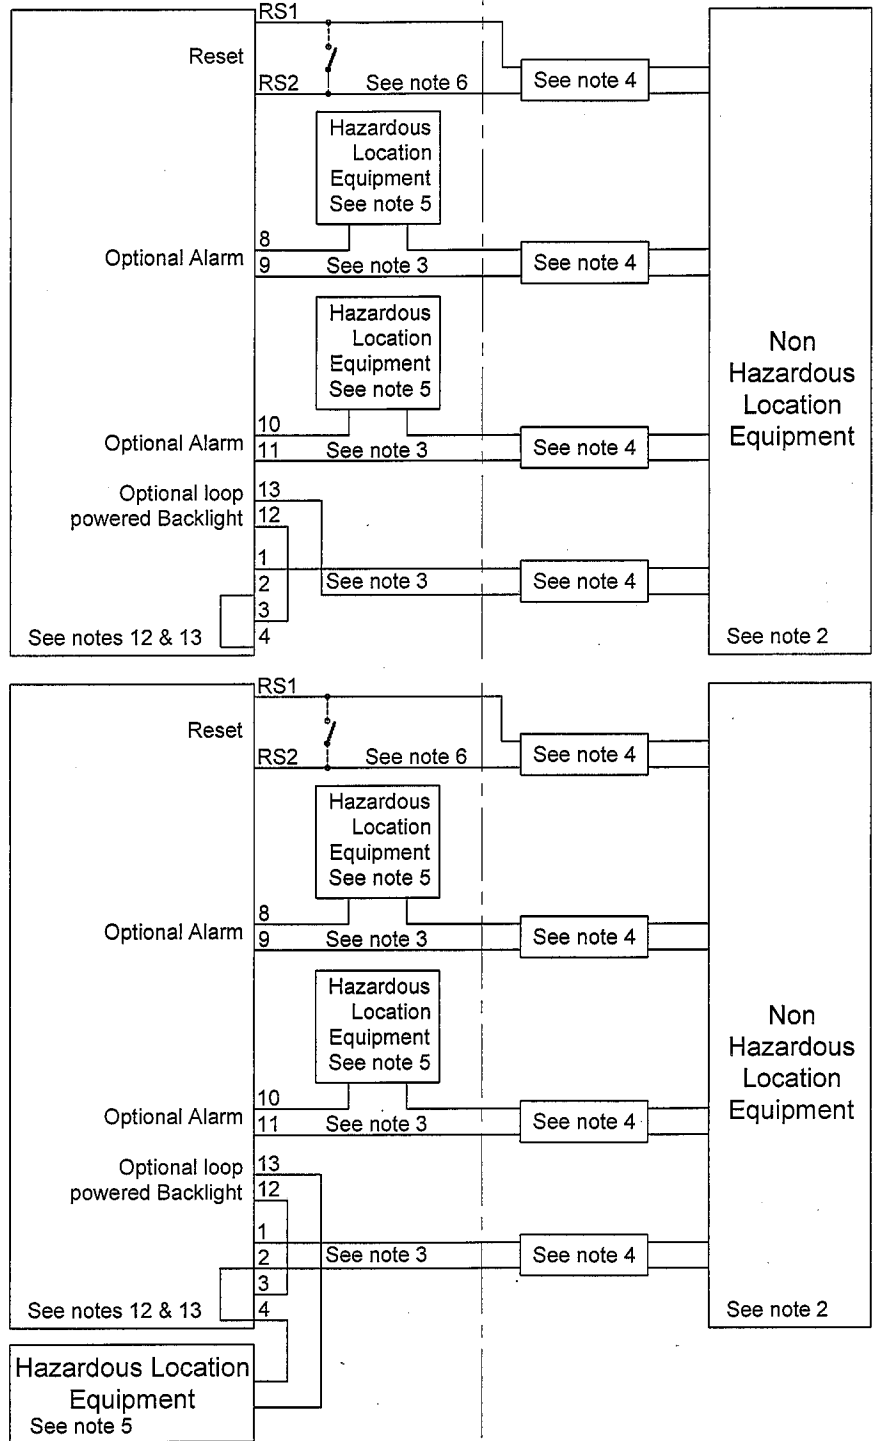 RS1
Reset
RS2
See note 6
See note 4
Hazardous
Location
Equipment
See note 5
8
Optional Alarm
9
See note 3
See note 4
Hazardous
Location
Equipment
See note 5
10
Optional Alarm
11
See note 3
See note 4
Non
Hazardous
Location
Equipment
Optional loop
powered Backlight
13
12
1
2
3
4
See note 3
See note 4
See notes 12 & 13
See note 2
RS1
Reset
RS2
See note 6
See note 4
Hazardous
Location
Equipment
See note 5
8
Optional Alarm
9
See note 3
See note 4
Hazardous
Location
Equipment
See note 5
10
Optional Alarm
11
See note 3
See note 4
Non
Hazardous
Location
Equipment
Optional loop
powered Backlight
13
12
1
2
3
4
See note 3
See note 4
See notes 12 & 13
See note 2
Hazardous Location
Equipment
See note 5